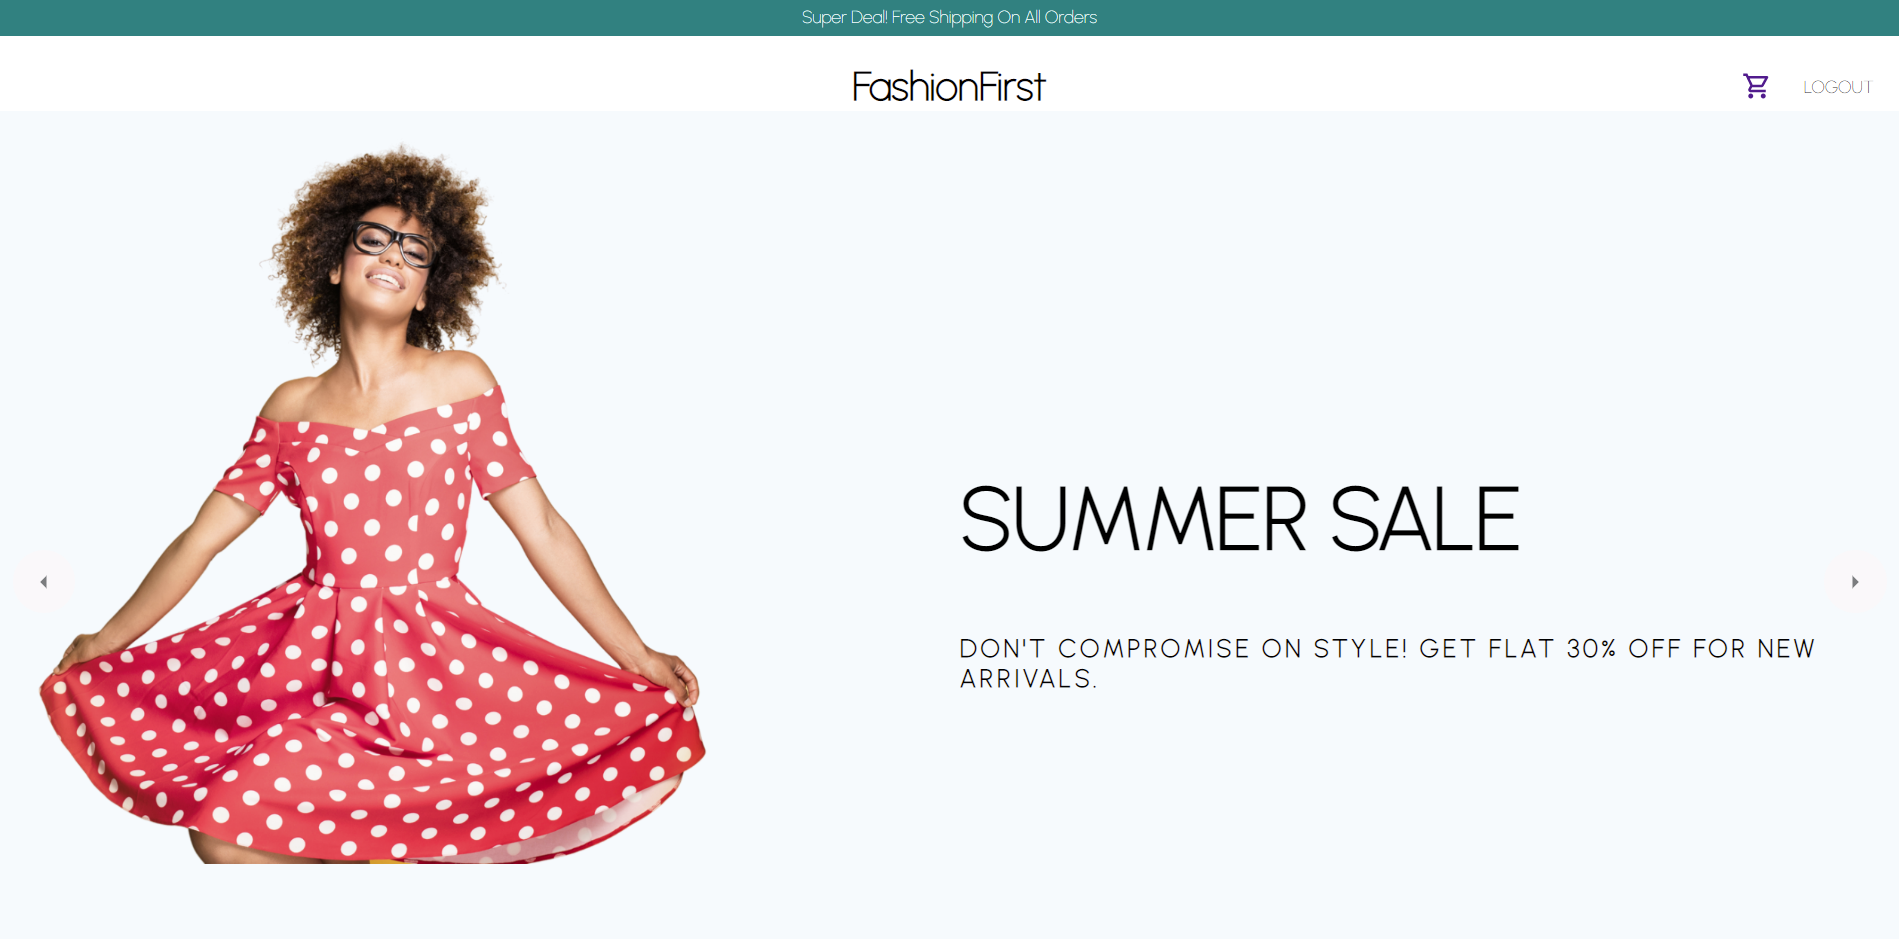 Super Deal! Free Shipping On All Orders
FashionFirst
LOGOUT
SUMMER SALE
DON'T COMPROMISE ON STYLE! GET FLAT 30% OFF FOR NEW
ARRIVALS.